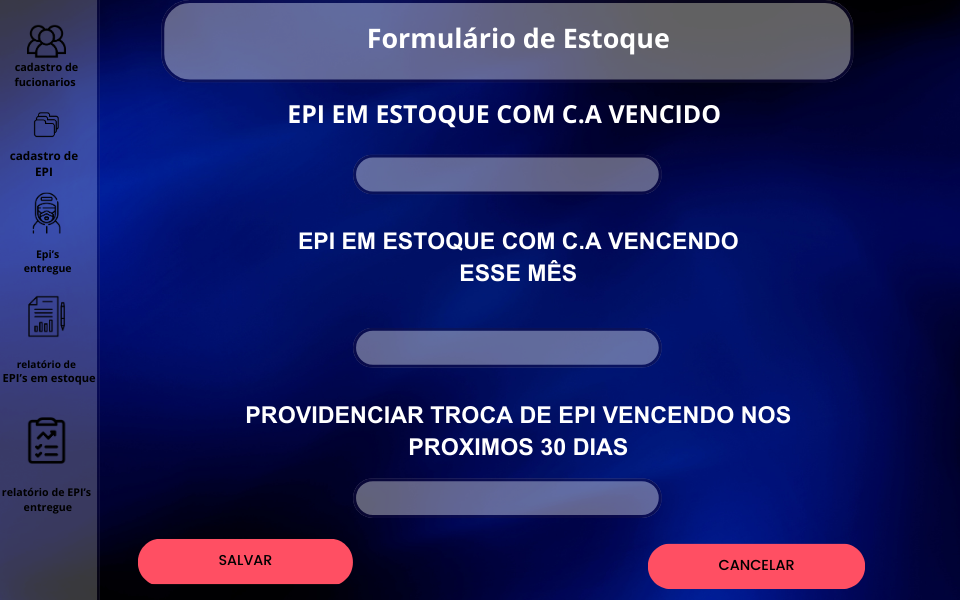 cadastro de
fucionarios
cadastro de
EPI
Epi's
entregue
relatório de
EPI's em estoque
relatório de EPI's
entregue
Formulário de Estoque
EPI EM ESTOQUE COM C.A VENCIDO
EPI EM ESTOQUE COM C.A VENCENDO
ESSE MÊS
PROVIDENCIAR TROCA DE EPI VENCENDO NOS
PROXIMOS 30 DIAS
SALVAR
CANCELAR